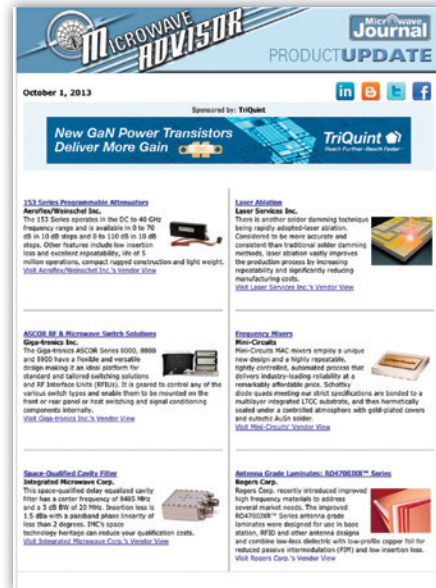 MICROWAVE
ADVISOR
Microwave
Journal
PRODUCTUPDATE
October 1, 2013
in B t f
Sponsored by: TriQuint
New GaN Power Transistors
Deliver More Gain
TriQuint
Reach Further · Reach Faster
153 Series Programmable Attenuators
Aeroflex/Weinschel Inc.
The 153 Series operates in the DC to 40 GHz
frequency range and is available in 0 to 70
dB in 10 dB steps and 0 to 110 dB in 10 dB
steps. Other features include low insertion
loss and excellent repeatability, life of 5
million operations, compact rugged construction and light weight.
Visit Aeroflex/Weinschel Inc.'s Vendor View
Laser Ablation
Laser Services Inc.
There is another solder damming technique
being rapidly adopted-laser ablation.
Considered to be more accurate and
consistent than traditional solder damming
methods, laser ablation vastly improves
the production process by increasing
repeatability and significantly reducing
manufacturing costs.
Visit Laser Services Inc.'s Vendor View
ASCOR RF & Microwave Switch Solutions
Giga-tronics Inc.
The Giga-tronics ASCOR Series 8000, 8800
and 8900 have a flexible and versatile
design making it an ideal platform for
standard and tailored switching solutions
and RF Interface Units (RFIUs). It is geared to control any of the
various switch types and enable them to be mounted on the
front or rear panel or host switching and signal conditioning
components internally.
Visit Giga-tronics Inc.'s Vendor View
Frequency Mixers
Mini-Circuits
Mini-Circuits MAC mixers employ a unique
new design and a highly repeatable,
tightly controlled, automated process that
delivers industry-leading reliability at a
remarkably affordable price. Schottky
diode quads meeting our strict specifications are bonded to a
multilayer integrated LTCC substrate, and then hermetically
sealed under a controlled atmosphere with gold-plated covers
and eutectic AuSn solder.
Visit Mini-Circuits' Vendor View
Space-Qualified Cavity Filter
Integrated Microwave Corp.
This space-qualified delay equalized cavity
filter has a center frequency of 8485 MHz
and a 3 dB BW of 20 MHz. Insertion loss is
1.5 dBa with a passband phase linearity of
less than 2 degrees. IMC's space
technology heritage can reduce your qualification costs.
Visit Integrated Microwave Corp.'s Vendor View
Antenna Grade Laminates: RO4700JXR™ Series
Rogers Corp.
Rogers Corp. recently introduced improved
high frequency materials to address
several market needs. The improved
RO4700JXR™ Series antenna grade
laminates were designed for use in base
station, RFID and other antenna designs
and combine low-loss dielectric with low-profile copper foil for
reduced passive intermodulation (PIM) and low insertion loss.
Visit Rogers Corp.'s Vendor View